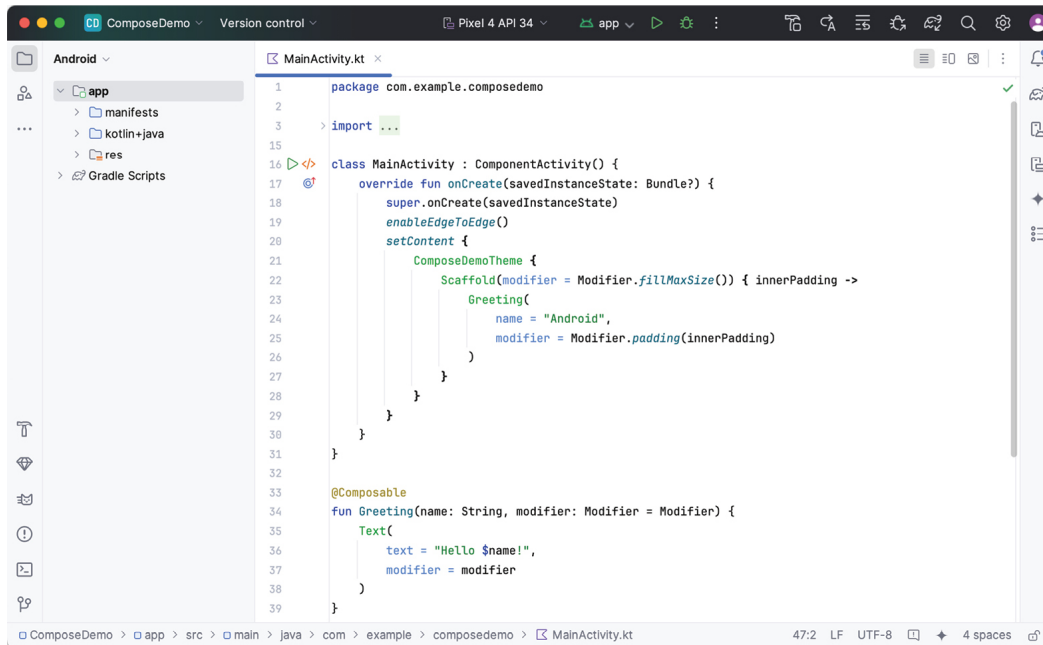 CD ComposeDemo Version control Pixel 4 API 34 app
Android
MainActivity.kt
app
manifests
kotlin+java
res
Gradle Scripts
1 package com.example.composedemo
2
3 import ...
15
16 class MainActivity : ComponentActivity() {
17 override fun onCreate(savedInstanceState: Bundle?) {
18 super.onCreate(savedInstanceState)
19 enableEdgeToEdge()
20 setContent {
21 ComposeDemoTheme {
22 Scaffold(modifier = Modifier.fillMaxSize()) { innerPadding ->
23 Greeting(
24 name = "Android",
25 modifier = Modifier.padding(innerPadding)
26 )
27 }
28 }
29 }
30 }
31 }
32
33 @Composable
34 fun Greeting(name: String, modifier: Modifier = Modifier) {
35 Text(
36 text = "Hello $name!",
37 modifier = modifier
38 )
39 }
ComposeDemo > app > src > main > java > com > example > composedemo > MainActivity.kt 47:2 LF UTF-8 4 spaces